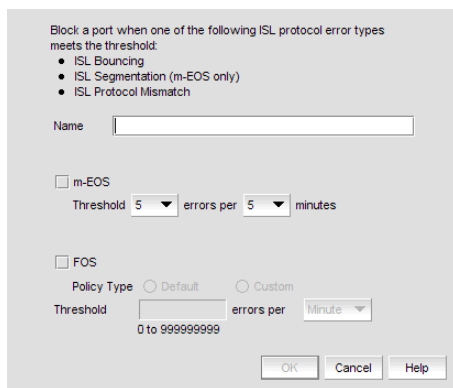 Block a port when one of the following ISL protocol error types
meets the threshold:
● ISL Bouncing
● ISL Segmentation (m-EOS only)
● ISL Protocol Mismatch
Name
m-EOS
Threshold 5 errors per 5 minutes
FOS
Policy Type Default Custom
Threshold errors per Minute
0 to 999999999
OK Cancel Help